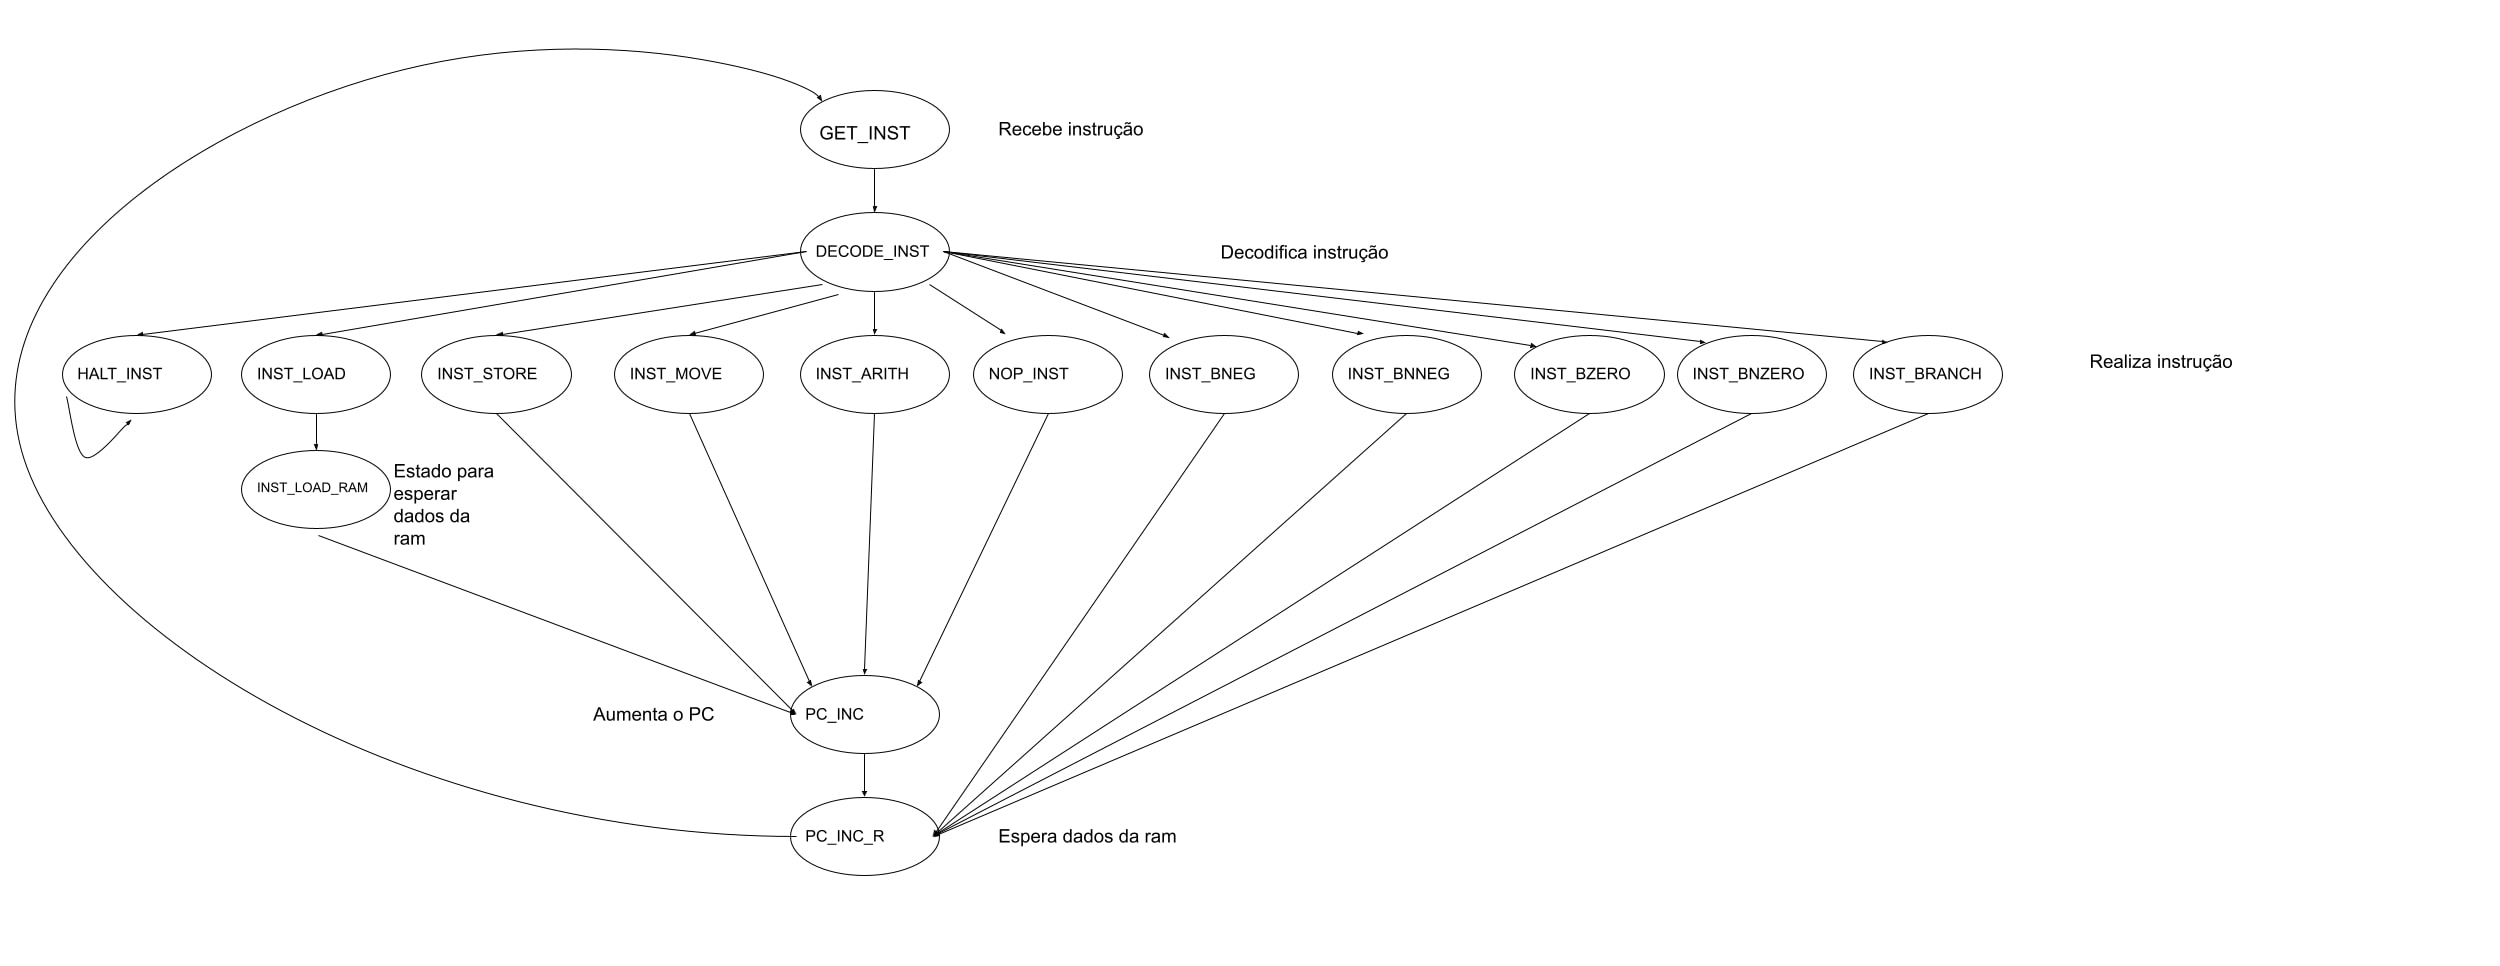 GET_INST
Recebe instrução
DECODE_INST
Decodifica instrução
HALT_INST
INST_LOAD
INST_STORE
INST_MOVE
INST_ARITH
NOP_INST
INST_BNEG
INST_BNNEG
INST_BZERO
INST_BNZERO
INST_BRANCH
Realiza instrução
INST_LOAD_RAM
Estado para
esperar
dados da
ram
Aumenta o PC
PC_INC
PC_INC_R
Espera dados da ram